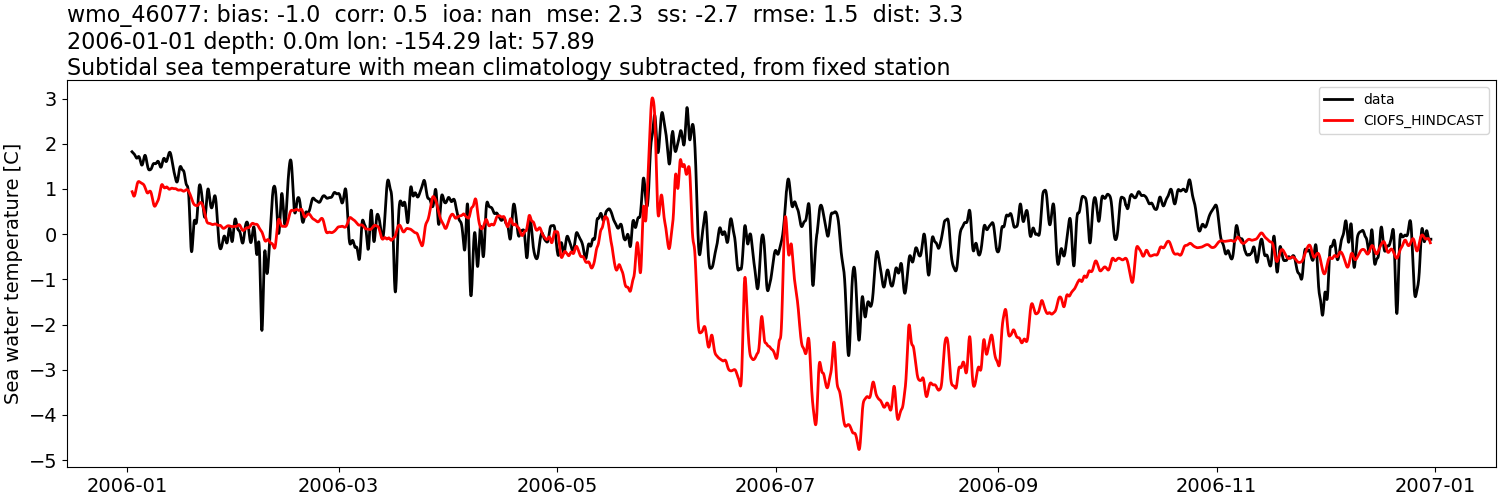 wmo_46077: bias: -1.0  corr: 0.5  ioa: nan  mse: 2.3  ss: -2.7  rmse: 1.5  dist: 3.3
2006-01-01 depth: 0.0m lon: -154.29 lat: 57.89
Subtidal sea temperature with mean climatology subtracted, from fixed station
data
CIOFS_HINDCAST
Sea water temperature [C]
3
2
1
0
−1
−2
−3
−4
−5
2006-01
2006-03
2006-05
2006-07
2006-09
2006-11
2007-01